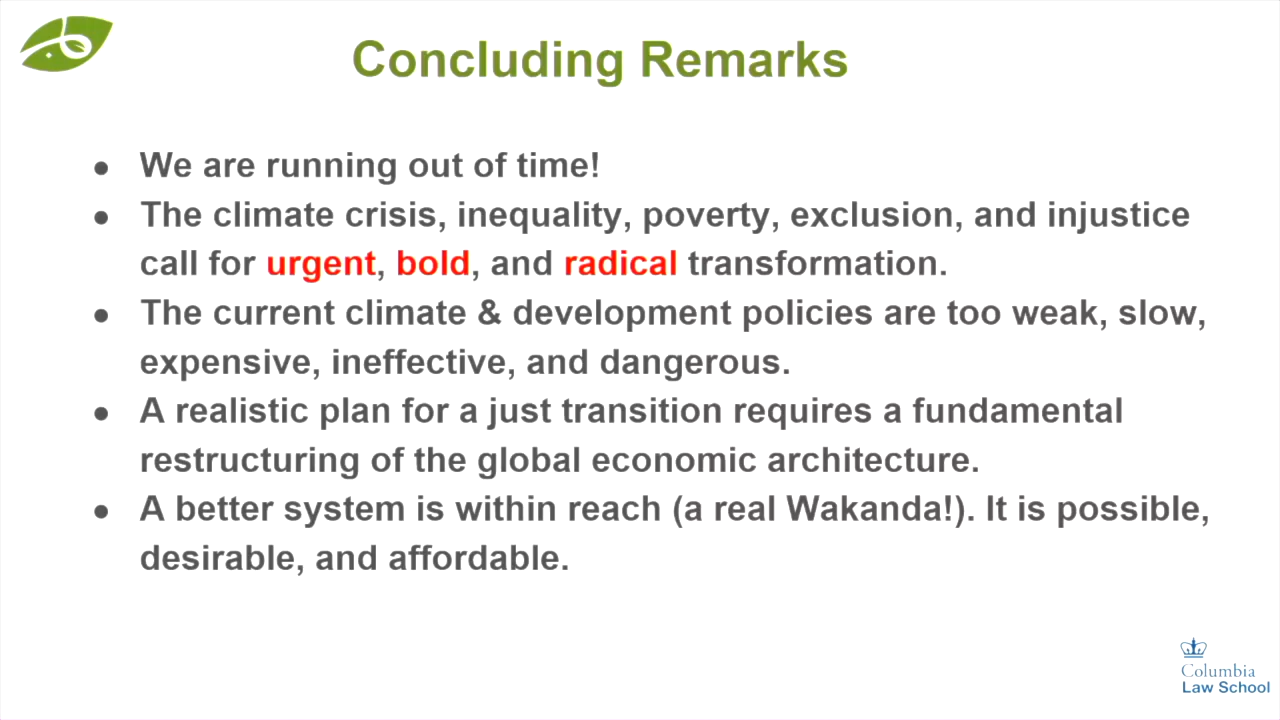 Concluding Remarks
● We are running out of time!
● The climate crisis, inequality, poverty, exclusion, and injustice
call for urgent, bold, and radical transformation.
● The current climate & development policies are too weak, slow,
expensive, ineffective, and dangerous.
● A realistic plan for a just transition requires a fundamental
restructuring of the global economic architecture.
● A better system is within reach (a real Wakanda!). It is possible,
desirable, and affordable.
Columbia
Law School